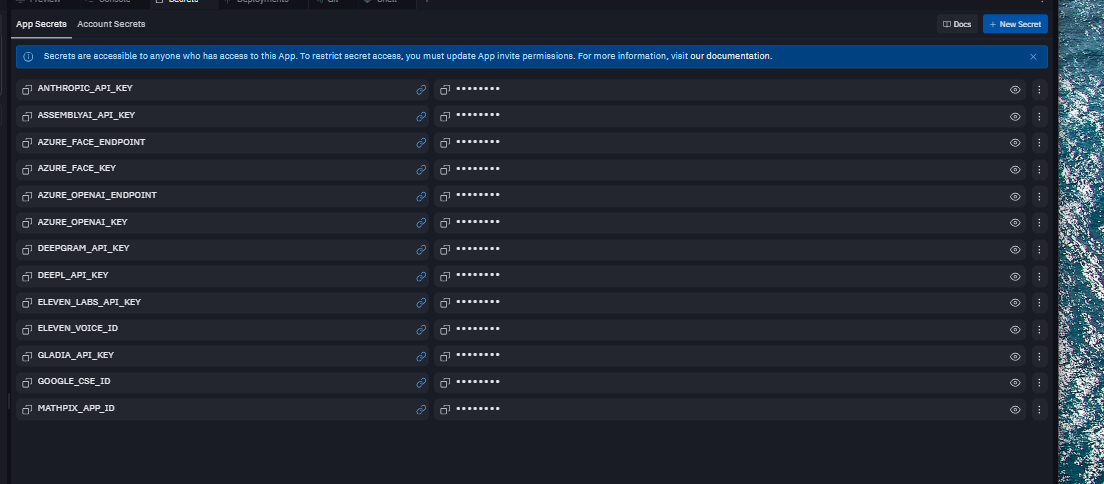 Preview Console Secrets Deployments Git Shell
App Secrets Account Secrets Docs + New Secret
Secrets are accessible to anyone who has access to this App. To restrict secret access, you must update App invite permissions. For more information, visit our documentation.
ANTHROPIC_API_KEY ••••••••
ASSEMBLYAI_API_KEY ••••••••
AZURE_FACE_ENDPOINT ••••••••
AZURE_FACE_KEY ••••••••
AZURE_OPENAI_ENDPOINT ••••••••
AZURE_OPENAI_KEY ••••••••
DEEPGRAM_API_KEY ••••••••
DEEPL_API_KEY ••••••••
ELEVEN_LABS_API_KEY ••••••••
ELEVEN_VOICE_ID ••••••••
GLADIA_API_KEY ••••••••
GOOGLE_CSE_ID ••••••••
MATHPIX_APP_ID ••••••••